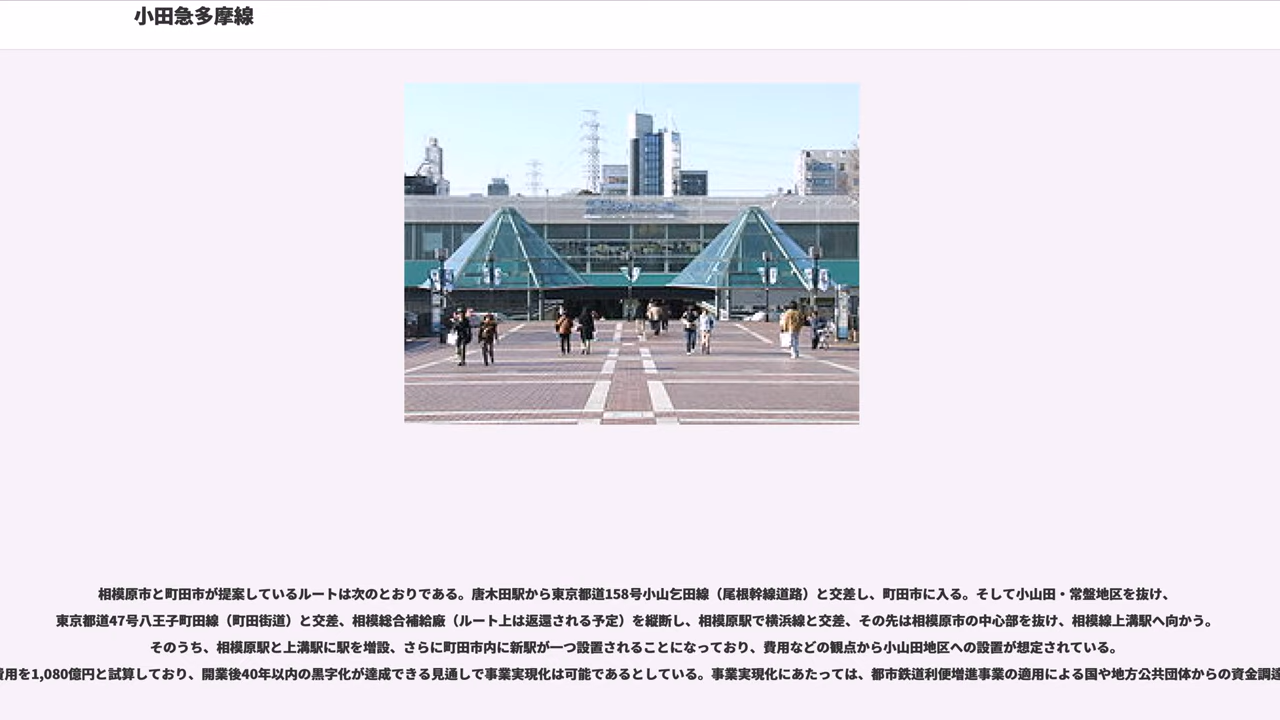 小田急多摩線
相模原市と町田市が提案しているルートは次のとおりである。唐木田駅から東京都道158号小山乞田線（尾根幹線道路）と交差し、町田市に入る。そして小山田・常盤地区を抜け、
東京都道47号八王子町田線（町田街道）と交差、相模総合補給廠（ルート上は返還される予定）を縦断し、相模原駅で横浜線と交差、その先は相模原市の中心部を抜け、相模線上溝駅へ向かう。
そのうち、相模原駅と上溝駅に駅を増設、さらに町田市内に新駅が一つ設置されることになっており、費用などの観点から小山田地区への設置が想定されている。
費用を1,080億円と試算しており、開業後40年以内の黒字化が達成できる見通しで事業実現化は可能であるとしている。事業実現化にあたっては、都市鉄道利便増進事業の適用による国や地方公共団体からの資金調達